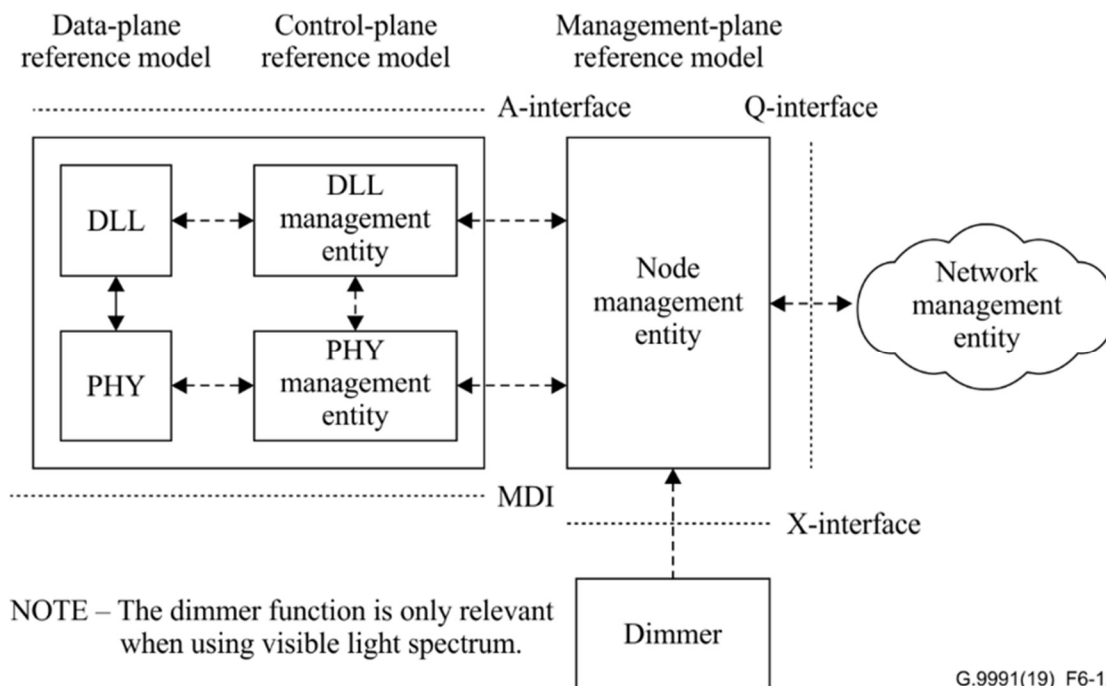 Data-plane
reference model
Control-plane
reference model
Management-plane
reference model
A-interface
Q-interface
DLL
DLL
management
entity
Node
management
entity
Network
management
entity
PHY
PHY
management
entity
MDI
X-interface
NOTE – The dimmer function is only relevant
when using visible light spectrum.
Dimmer
G.9991(19)_F6-1